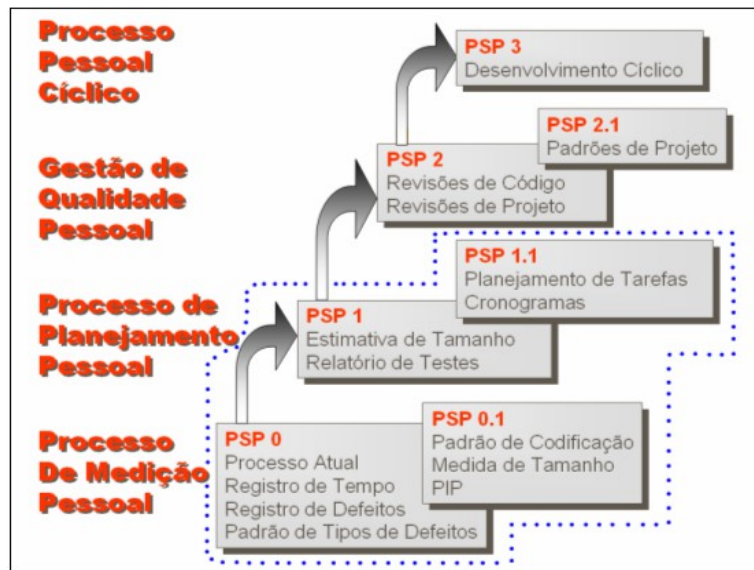 Processo
Pessoal
Cíclico
PSP 3
Desenvolvimento Cíclico
Gestão de
Qualidade
Pessoal
PSP 2
Revisões de Código
Revisões de Projeto
PSP 2.1
Padrões de Projeto
Processo de
Planejamento
Pessoal
PSP 1
Estimativa de Tamanho
Relatório de Testes
PSP 1.1
Planejamento de Tarefas
Cronogramas
Processo
De Medição
Pessoal
PSP 0
Processo Atual
Registro de Tempo
Registro de Defeitos
Padrão de Tipos de Defeitos
PSP 0.1
Padrão de Codificação
Medida de Tamanho
PIP